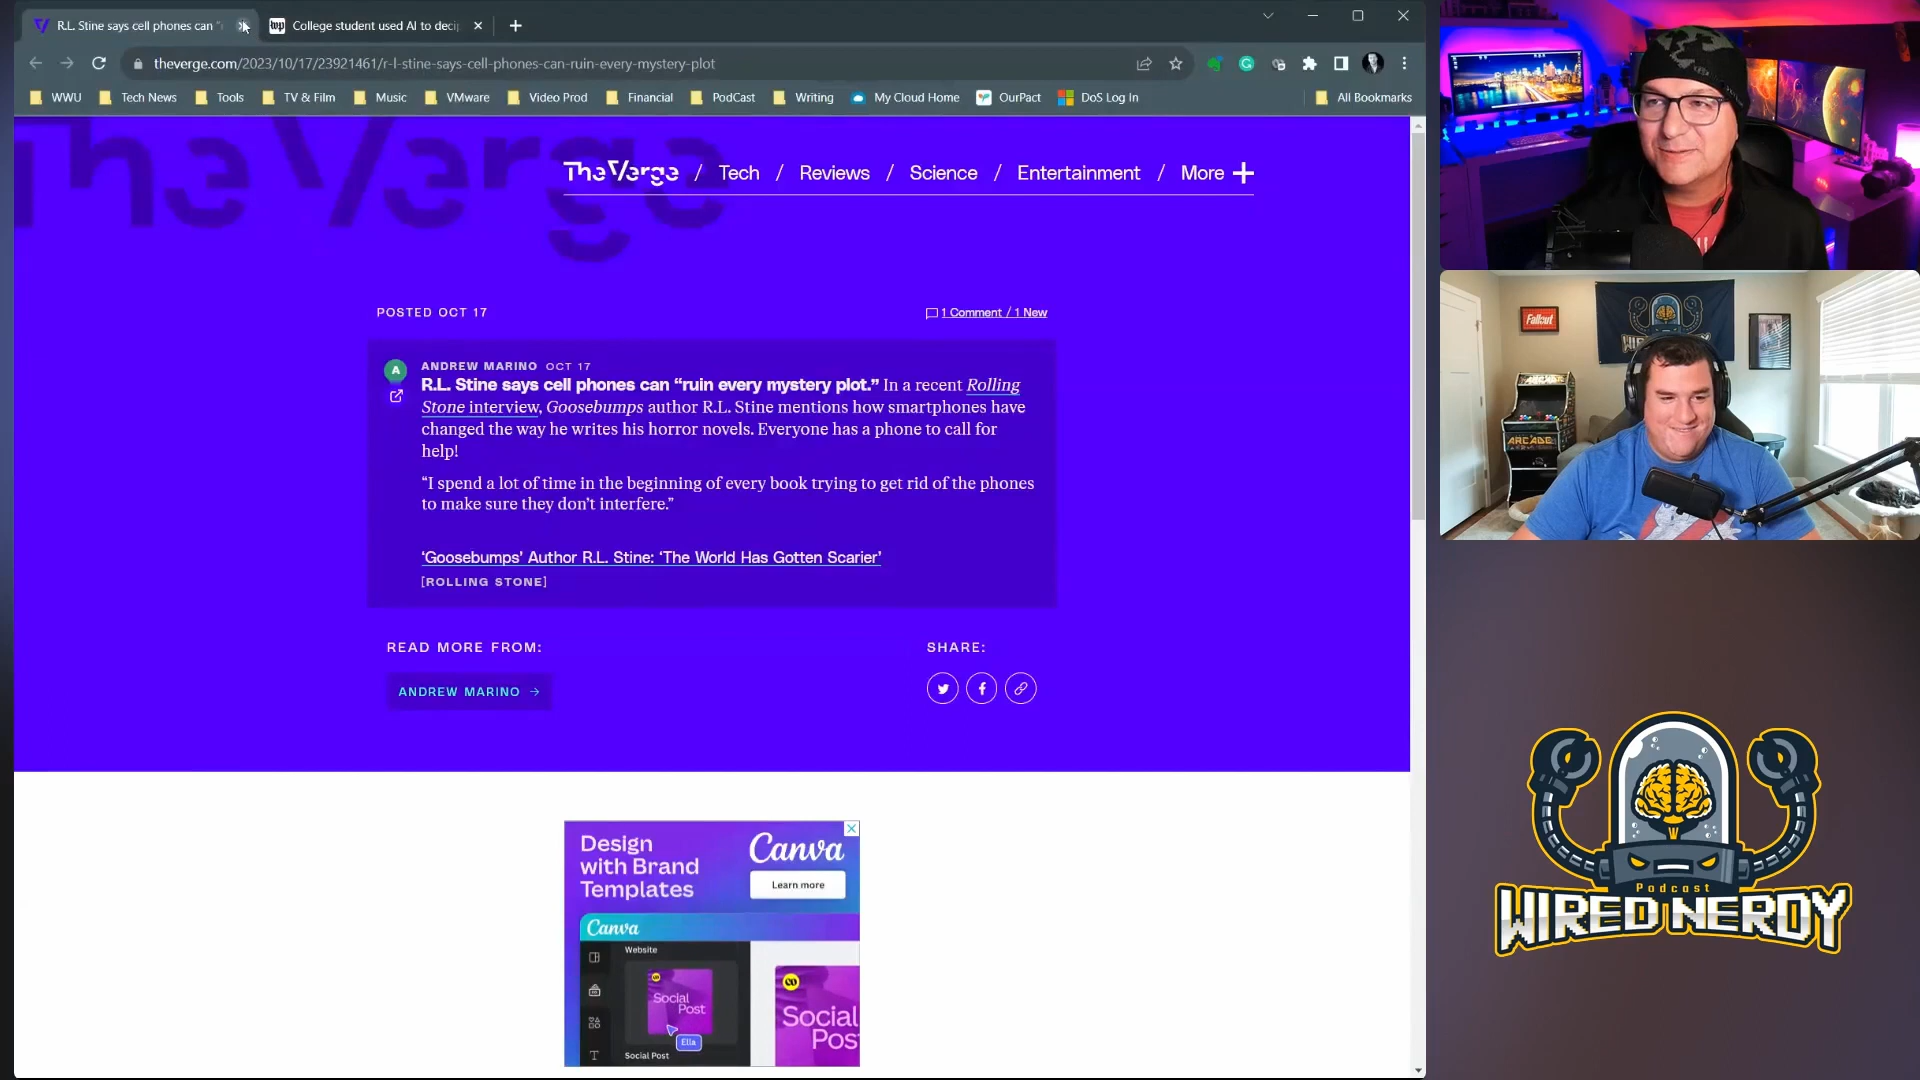 R.L. Stine says cell phones can "
College student used AI to deci
theverge.com/2023/10/17/23921461/r-l-stine-says-cell-phones-can-ruin-every-mystery-plot
WWU Tech News Tools TV & Film Music VMware Video Prod Financial PodCast Writing My Cloud Home OurPact DoS Log In All Bookmarks
The Verge
The Verge / Tech / Reviews / Science / Entertainment / More
POSTED OCT 17
1 Comment / 1 New
A
ANDREW MARINO OCT 17
R.L. Stine says cell phones can “ruin every mystery plot.” In a recent Rolling
Stone interview, Goosebumps author R.L. Stine mentions how smartphones have
changed the way he writes his horror novels. Everyone has a phone to call for
help!
“I spend a lot of time in the beginning of every book trying to get rid of the phones
to make sure they don’t interfere.”
‘Goosebumps’ Author R.L. Stine: ‘The World Has Gotten Scarier’
[ROLLING STONE]
READ MORE FROM:
SHARE:
ANDREW MARINO →
Design
with Brand
Templates
Canva
Learn more
Canva
Website
Social
Post
Ella
Social Post
Social
Pos
Fallout
ARCADE
Podcast
WIRED NERDY